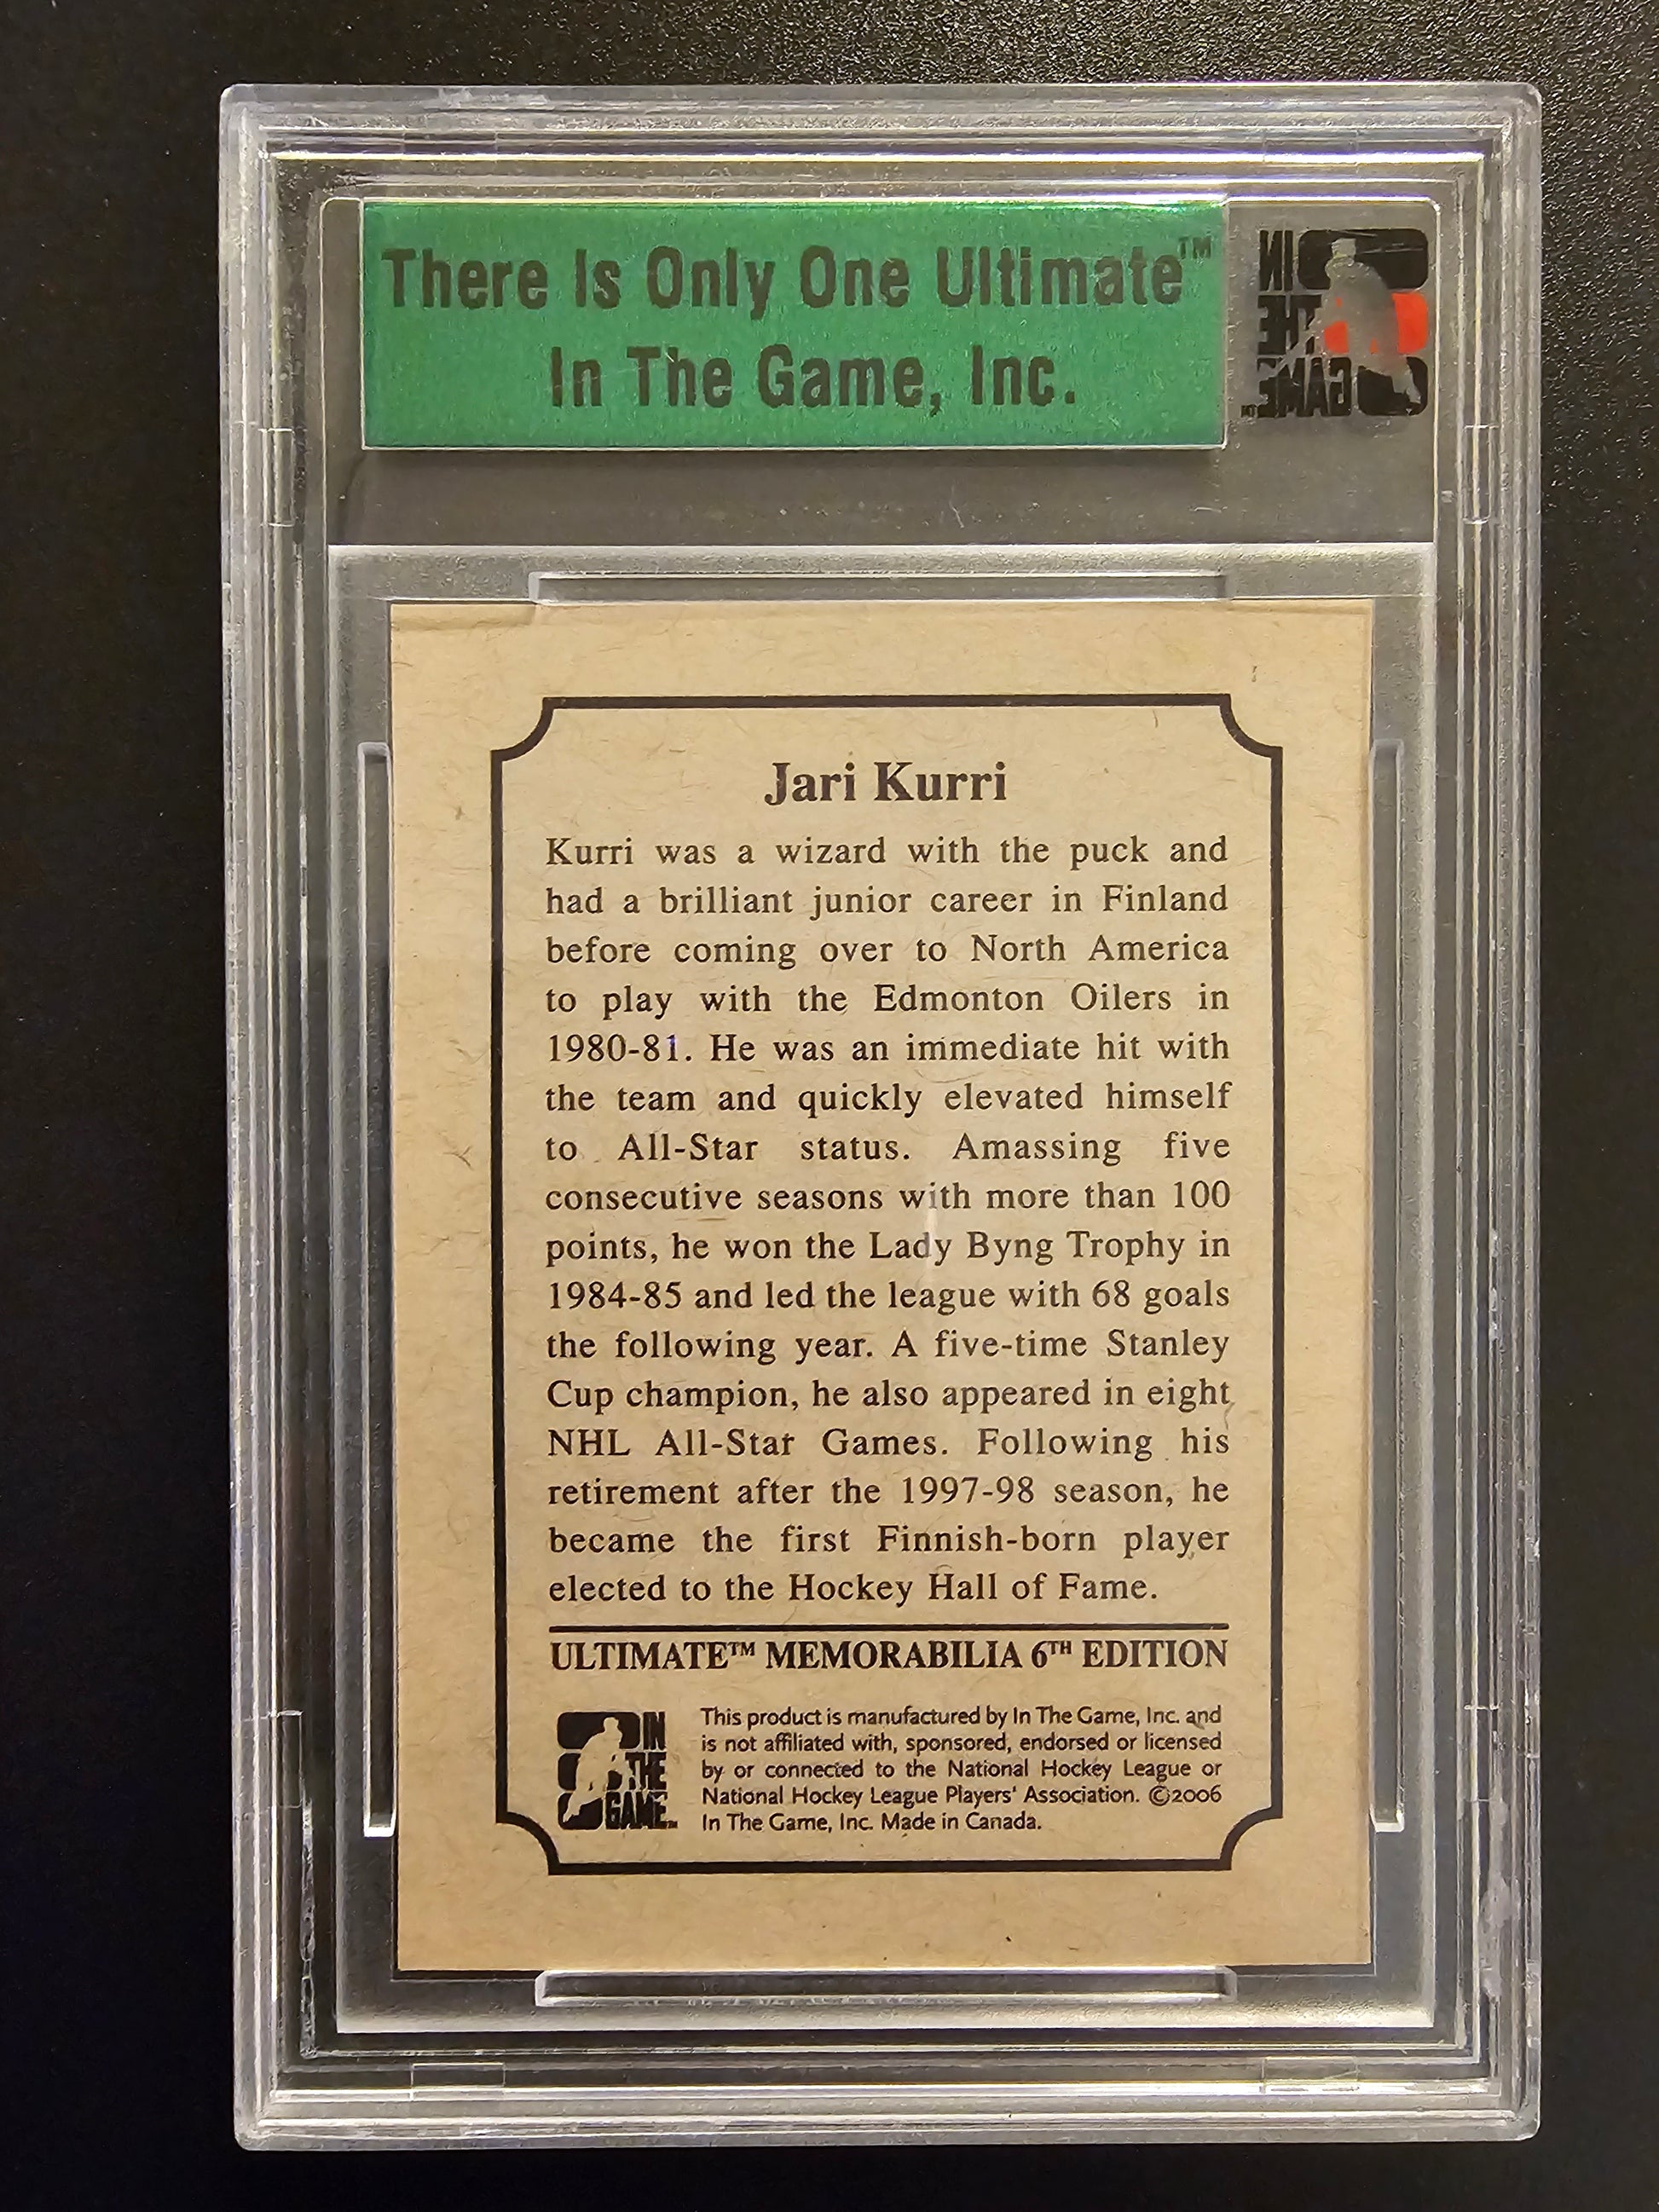 There Is Only One Ultimate™
In The Game, Inc.
IN
THE
GAME™
Jari Kurri
Kurri was a wizard with the puck and
had a brilliant junior career in Finland
before coming over to North America
to play with the Edmonton Oilers in
1980-81. He was an immediate hit with
the team and quickly elevated himself
to All-Star status. Amassing five
consecutive seasons with more than 100
points, he won the Lady Byng Trophy in
1984-85 and led the league with 68 goals
the following year. A five-time Stanley
Cup champion, he also appeared in eight
NHL All-Star Games. Following his
retirement after the 1997-98 season, he
became the first Finnish-born player
elected to the Hockey Hall of Fame.
ULTIMATE™ MEMORABILIA 6TH EDITION
IN
THE
GAME™
This product is manufactured by In The Game, Inc. and
is not affiliated with, sponsored, endorsed or licensed
by or connected to the National Hockey League or
National Hockey League Players' Association. ©2006
In The Game, Inc. Made in Canada.